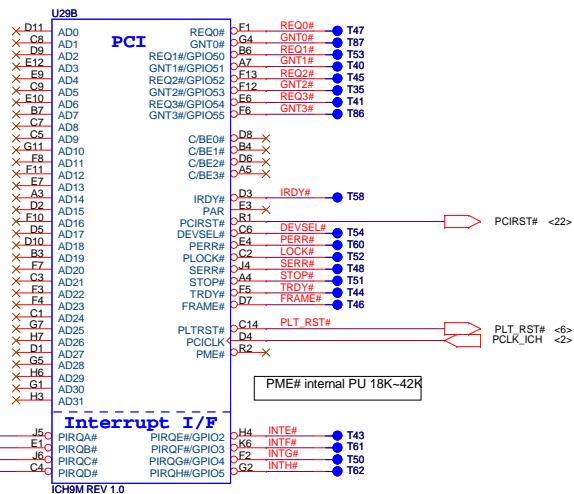 U29B
PCI
D11 AD0 REQ0# F1 REQ0# T47
C8 AD1 GNT0# G4 GNT0# T87
D9 AD2 REQ1#/GPIO50 B6 REQ1# T53
E12 AD3 GNT1#/GPIO51 A7 GNT1# T40
E9 AD4 REQ2#/GPIO52 F13 REQ2# T45
C9 AD5 GNT2#/GPIO53 F12 GNT2# T35
E10 AD6 REQ3#/GPIO54 E6 REQ3# T41
B7 AD7 GNT3#/GPIO55 F6 GNT3# T86
C7 AD8
C5 AD9 C/BE0# D8
G11 AD10 C/BE1# B4
F8 AD11 C/BE2# D6
F11 AD12 C/BE3# A5
E7 AD13
A3 AD14 IRDY# D3 IRDY# T58
D2 AD15 PAR E3
F10 AD16 PCIRST# R1 PCIRST# <22>
D5 AD17 DEVSEL# C6 DEVSEL# T54
D10 AD18 PERR# E4 PERR# T60
B3 AD19 PLOCK# C2 LOCK# T52
F7 AD20 SERR# J4 SERR# T48
C3 AD21 STOP# A4 STOP# T51
F3 AD22 TRDY# F5 TRDY# T44
F4 AD23 FRAME# D7 FRAME# T46
C1 AD24
G7 AD25 PLTRST# C14 PLT_RST# PLT_RST# <6>
H7 AD26 PCICLK D4 PCLK_ICH <2>
D1 AD27 PME# R2
G5 AD28
H6 AD29
G1 AD30
H3 AD31
PME# internal PU 18K~42K
Interrupt I/F
J5 PIRQA# PIRQE#/GPIO2 H4 INTE# T43
E1 PIRQB# PIRQF#/GPIO3 K6 INTF# T61
J6 PIRQC# PIRQG#/GPIO4 F2 INTG# T50
C4 PIRQD# PIRQH#/GPIO5 G2 INTH# T62
ICH9M REV 1.0